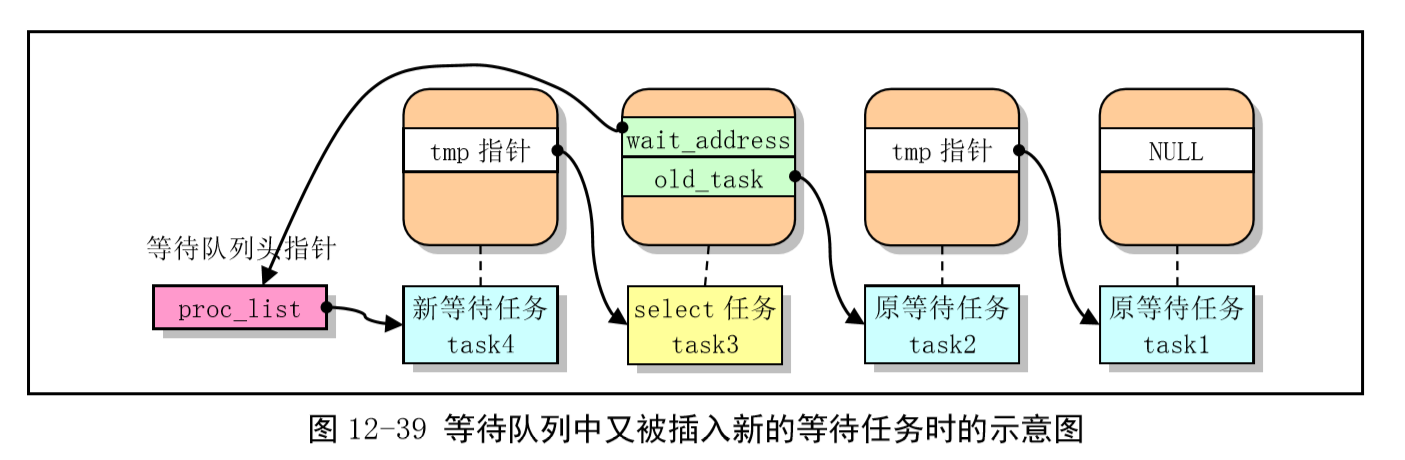 tmp 指针
wait_address
old_task
tmp 指针
NULL
等待队列头指针
proc_list
新等待任务
task4
select 任务
task3
原等待任务
task2
原等待任务
task1
图 12-39 等待队列中又被插入新的等待任务时的示意图